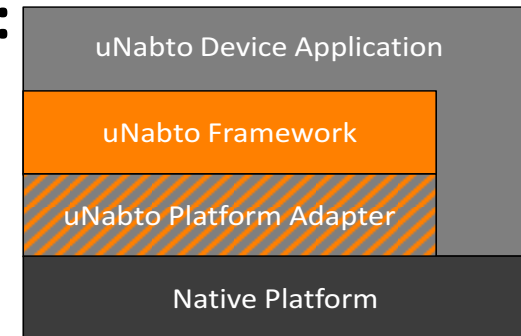 :
uNabto Device Application
uNabto Framework
uNabto Platform Adapter
Native Platform